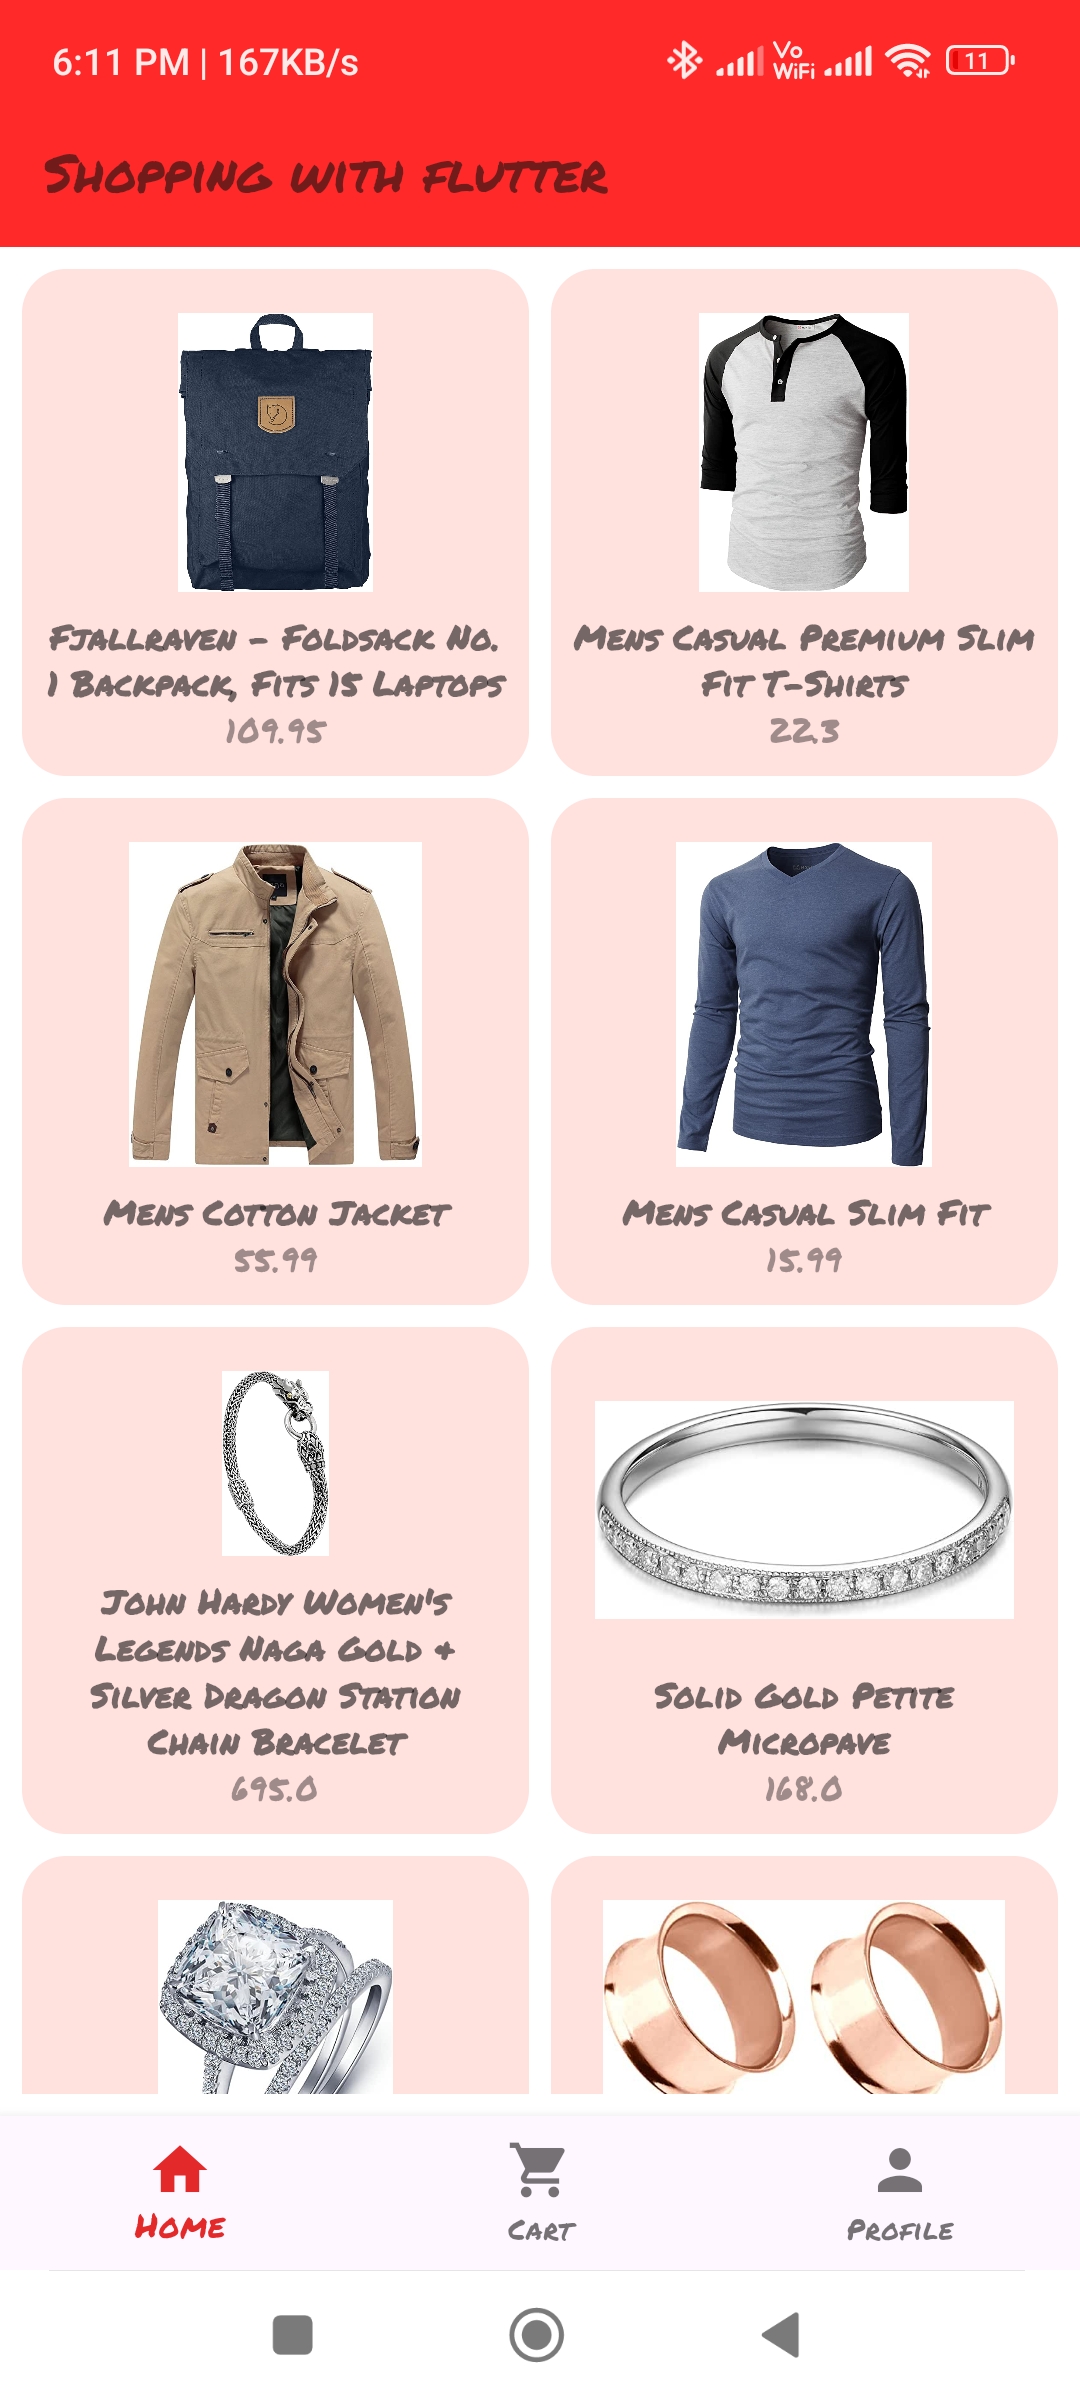 6:11 PM | 167KB/s
Vo
WiFi
11
Shopping with flutter
Fjallraven - Foldsack No.
1 Backpack, Fits 15 Laptops
109.95
Mens Casual Premium Slim
Fit T-Shirts
22.3
Mens Cotton Jacket
55.99
Mens Casual Slim Fit
15.99
John Hardy Women's
Legends Naga Gold &
Silver Dragon Station
Chain Bracelet
695.0
Solid Gold Petite
Micropave
168.0
Home
Cart
Profile